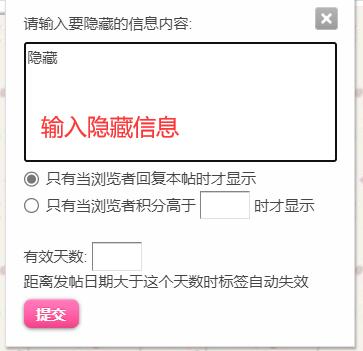 请输入要隐藏的信息内容:
隐藏
输入隐藏信息
只有当浏览者回复本帖时才显示
只有当浏览者积分高于 时才显示
有效天数:
距离发帖日期大于这个天数时标签自动失效
提交